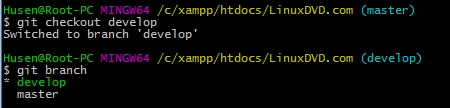 Husen@Root-PC MINGW64 /c/xampp/htdocs/LinuxDVD.com (master)
$ git checkout develop
Switched to branch 'develop'
Husen@Root-PC MINGW64 /c/xampp/htdocs/LinuxDVD.com (develop)
$ git branch
* develop
  master